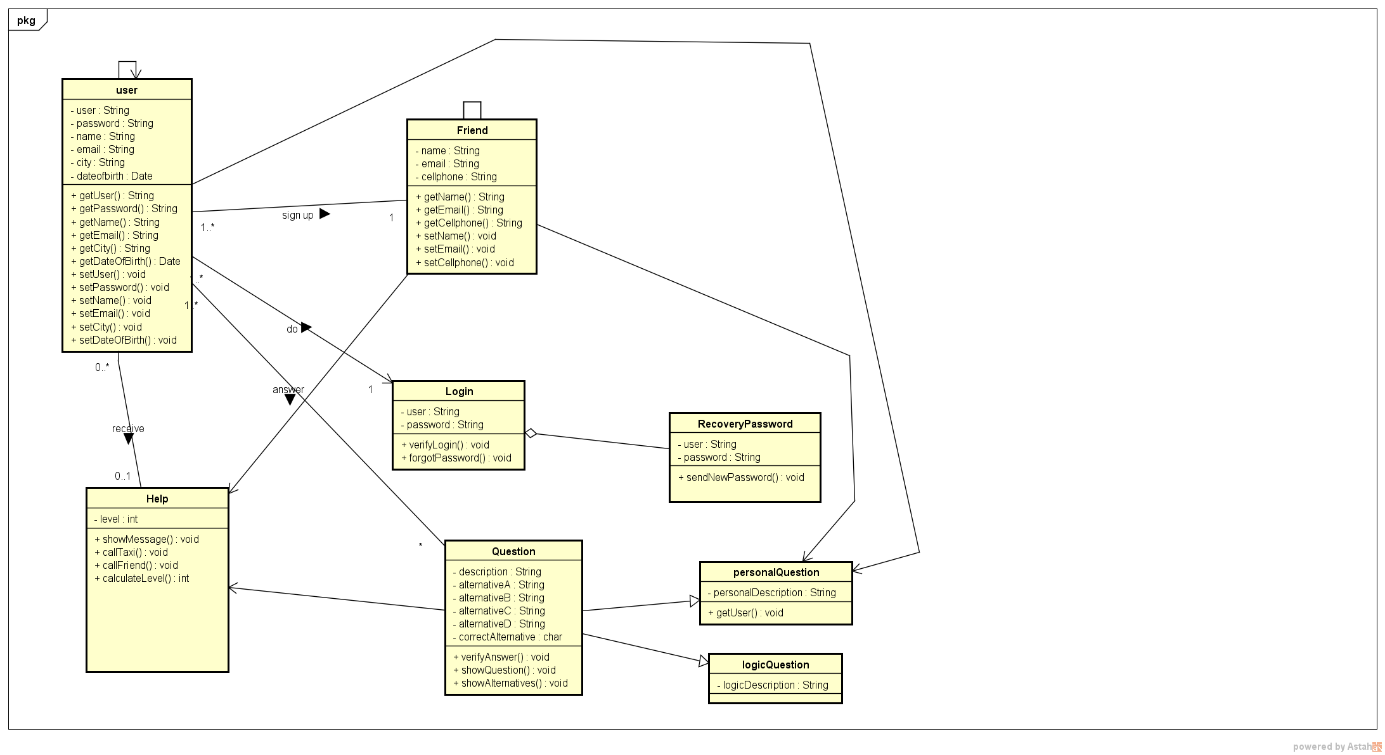 pkg
user
- user : String
- password : String
- name : String
- email : String
- city : String
- dateofbirth : Date
+ getUser() : String
+ getPassword() : String
+ getName() : String
+ getEmail() : String
+ getCity() : String
+ getDateOfBirth() : Date
+ setUser() : void
+ setPassword() : void
+ setName() : void
+ setEmail() : void
+ setCity() : void
+ setDateOfBirth() : void
Friend
- name : String
- email : String
- cellphone : String
+ getName() : String
+ getEmail() : String
+ getCellphone() : String
+ setName() : void
+ setEmail() : void
+ setCellphone() : void
sign up
1
1..*
..*
1..*
do
1
answer
0..*
receive
0..1
Login
- user : String
- password : String
+ verifyLogin() : void
+ forgotPassword() : void
RecoveryPassword
- user : String
- password : String
+ sendNewPassword() : void
Help
- level : int
+ showMessage() : void
+ callTaxi() : void
+ callFriend() : void
+ calculateLevel() : int
*
Question
- description : String
- alternativeA : String
- alternativeB : String
- alternativeC : String
- alternativeD : String
- correctAlternative : char
+ verifyAnswer() : void
+ showQuestion() : void
+ showAlternatives() : void
personalQuestion
- personalDescription : String
+ getUser() : void
logicQuestion
- logicDescription : String
powered by Astah